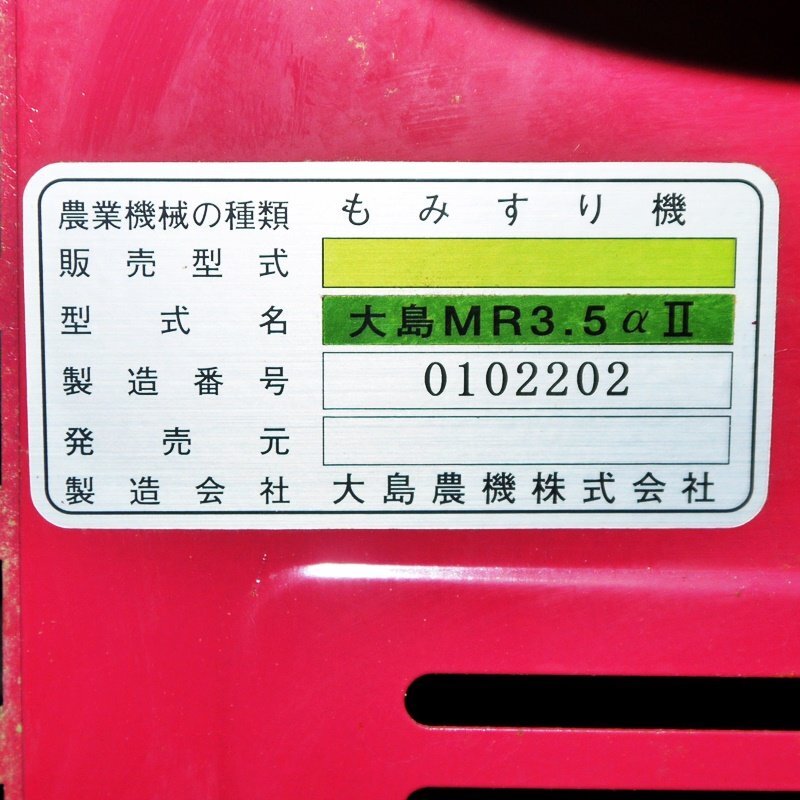 農業機械の種類 もみすり機
販売型式
型式名 大島MR3.5αⅡ
製造番号 0102202
発売元
製造会社 大島農機株式会社